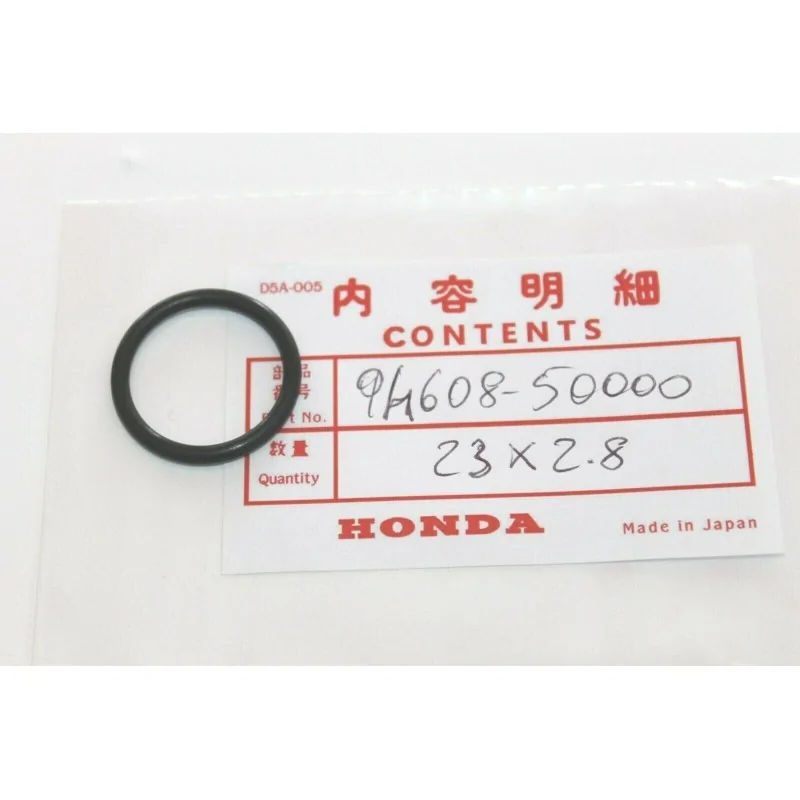 D5A-005 内容明細
CONTENTS
部品
番号
Part No. 94608-50000
数量
Quantity 23 x 2.8
HONDA Made in Japan